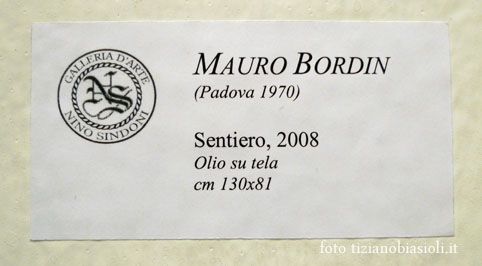 GALLERIA D'ARTE
NS
NINO SINDONI
MAURO BORDIN
(Padova 1970)
Sentiero, 2008
Olio su tela
cm 130x81
foto tizianobiasioli.it